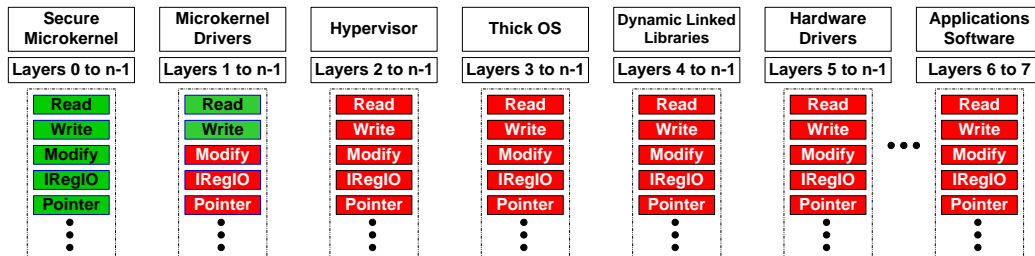 Secure
Microkernel
Microkernel
Drivers
Hypervisor
Thick OS
Dynamic Linked
Libraries
Hardware
Drivers
Applications
Software
Layers 0 to n-1
Layers 1 to n-1
Layers 2 to n-1
Layers 3 to n-1
Layers 4 to n-1
Layers 5 to n-1
Layers 6 to 7
Read
Write
Modify
IRegIO
Pointer
Read
Write
Modify
IRegIO
Pointer
Read
Write
Modify
IRegIO
Pointer
Read
Write
Modify
IRegIO
Pointer
Read
Write
Modify
IRegIO
Pointer
Read
Write
Modify
IRegIO
Pointer
Read
Write
Modify
IRegIO
Pointer